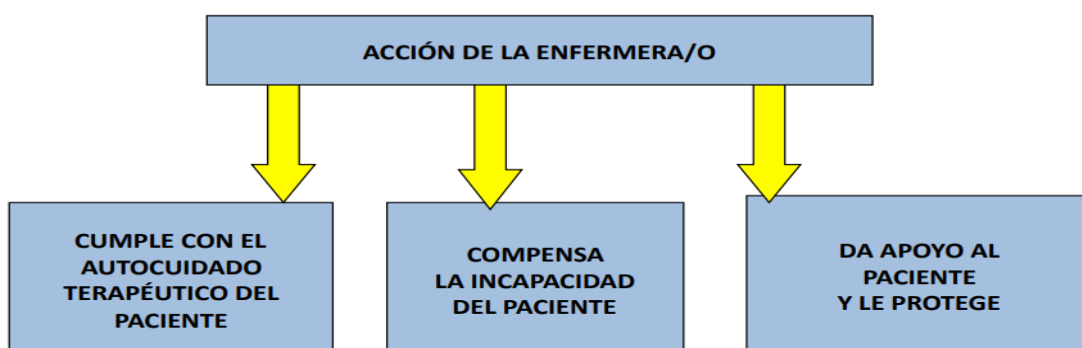 ACCIÓN DE LA ENFERMERA/O
CUMPLE CON EL
AUTOCUIDADO
TERAPÉUTICO DEL
PACIENTE
COMPENSA
LA INCAPACIDAD
DEL PACIENTE
DA APOYO AL
PACIENTE
Y LE PROTEGE